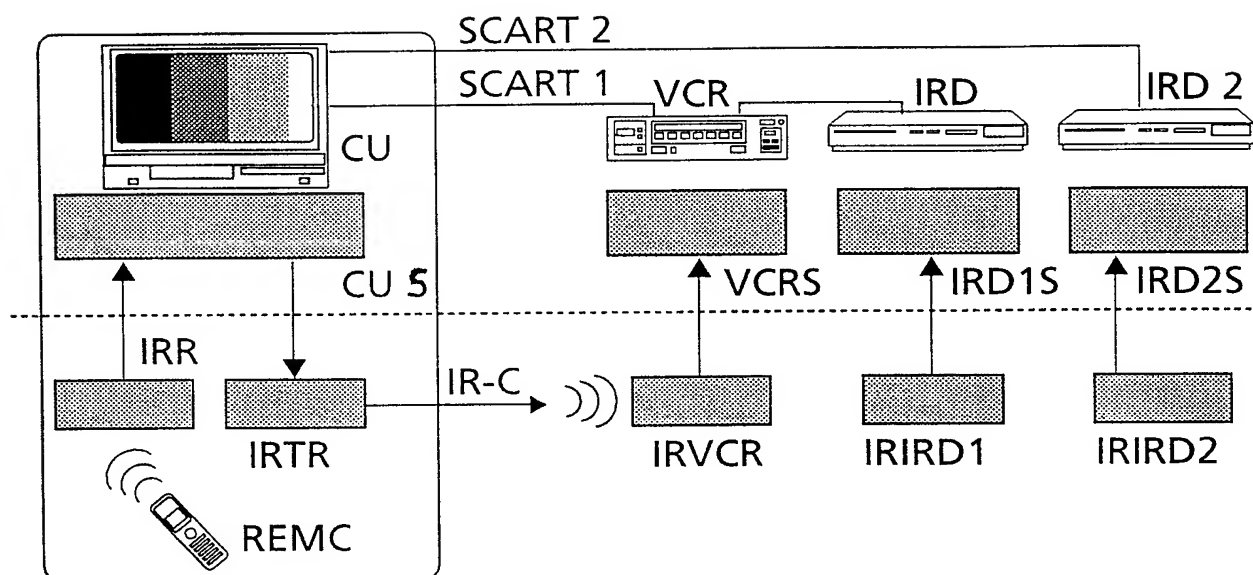 SCART 2
SCART 1
VCR
IRD
IRD 2
CU
CU S
VCRS
IRD1S
IRD2S
IRR
IR-C
IRTR
IRVCR
IRIRD1
IRIRD2
REMC